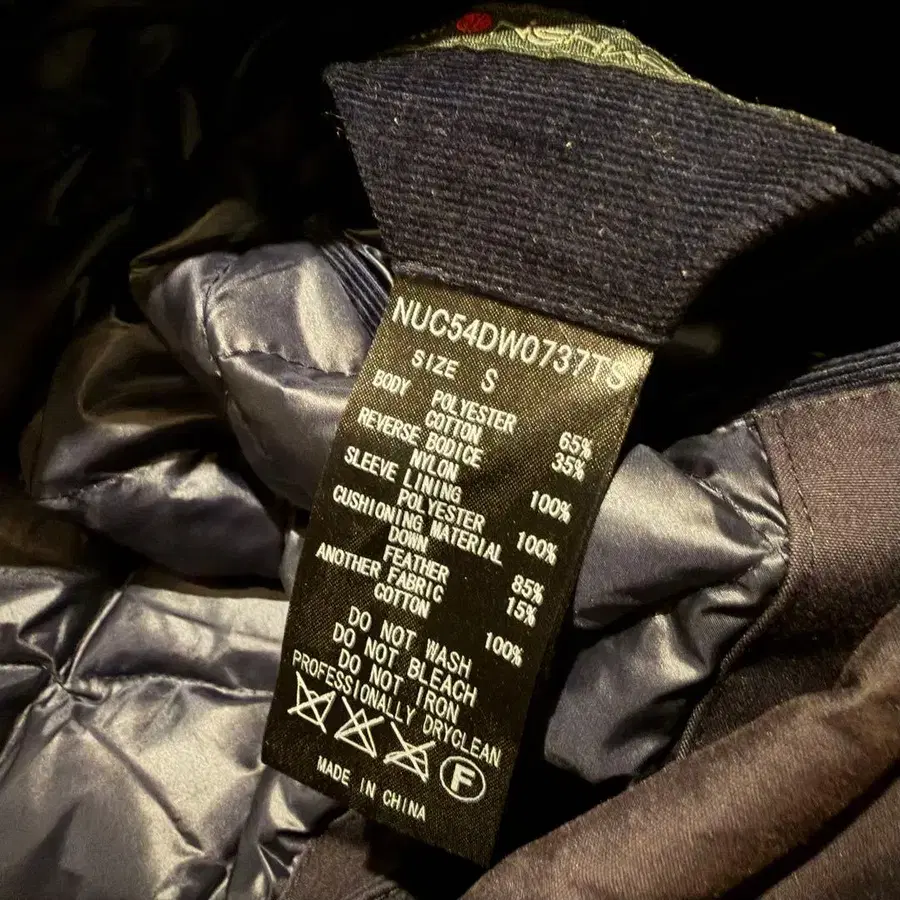 NUC54DW0737TS
SIZE S
BODY
POLYESTER 65%
COTTON 35%
REVERSE BODICE
NYLON 100%
SLEEVE LINING
POLYESTER 100%
CUSHIONING MATERIAL
DOWN 85%
FEATHER 15%
ANOTHER FABRIC
COTTON 100%
DO NOT WASH
DO NOT BLEACH
DO NOT IRON
PROFESSIONALLY DRYCLEAN
F
MADE IN CHINA